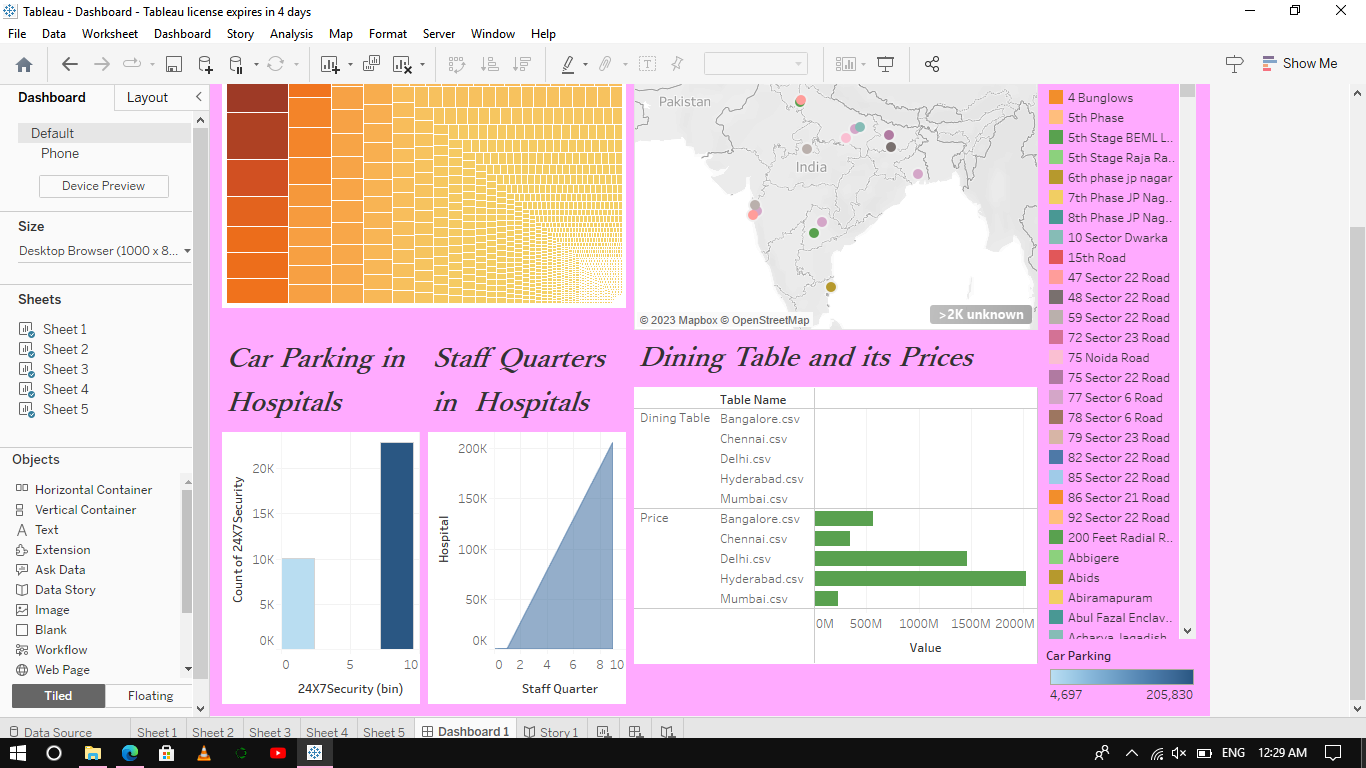 Tableau - Dashboard - Tableau license expires in 4 days
File Data Worksheet Dashboard Story Analysis Map Format Server Window Help
Show Me
Dashboard Layout
Default
Phone
Device Preview
Size
Desktop Browser (1000 x 8...
Sheets
Sheet 1
Sheet 2
Sheet 3
Sheet 4
Sheet 5
Objects
Horizontal Container
Vertical Container
Text
Extension
Ask Data
Data Story
Image
Blank
Workflow
Web Page
Tiled Floating
Pakistan
India
>2K unknown
© 2023 Mapbox © OpenStreetMap
Car Parking in
Hospitals
Count of 24X7Security
20K
15K
10K
5K
0K
0 5 10
24X7Security (bin)
Staff Quarters
in Hospitals
Hospital
200K
150K
100K
50K
0K
0 2 4 6 8 10
Staff Quarter
Dining Table and its Prices
Table Name
Dining Table Bangalore.csv
Chennai.csv
Delhi.csv
Hyderabad.csv
Mumbai.csv
Price Bangalore.csv
Chennai.csv
Delhi.csv
Hyderabad.csv
Mumbai.csv
0M 500M 1000M 1500M 2000M
Value
4 Bunglows
5th Phase
5th Stage BEML L..
5th Stage Raja Ra..
6th phase jp nagar
7th Phase JP Nag..
8th Phase JP Nag..
10 Sector Dwarka
15th Road
47 Sector 22 Road
48 Sector 22 Road
59 Sector 22 Road
72 Sector 23 Road
75 Noida Road
75 Sector 22 Road
77 Sector 6 Road
78 Sector 6 Road
79 Sector 23 Road
82 Sector 22 Road
85 Sector 22 Road
86 Sector 21 Road
92 Sector 22 Road
200 Feet Radial R..
Abbigere
Abids
Abiramapuram
Abul Fazal Enclav..
Acharya Jagadish
Car Parking
4,697 205,830
Data Source Sheet 1 Sheet 2 Sheet 3 Sheet 4 Sheet 5 Dashboard 1 Story 1
ENG 12:29 AM